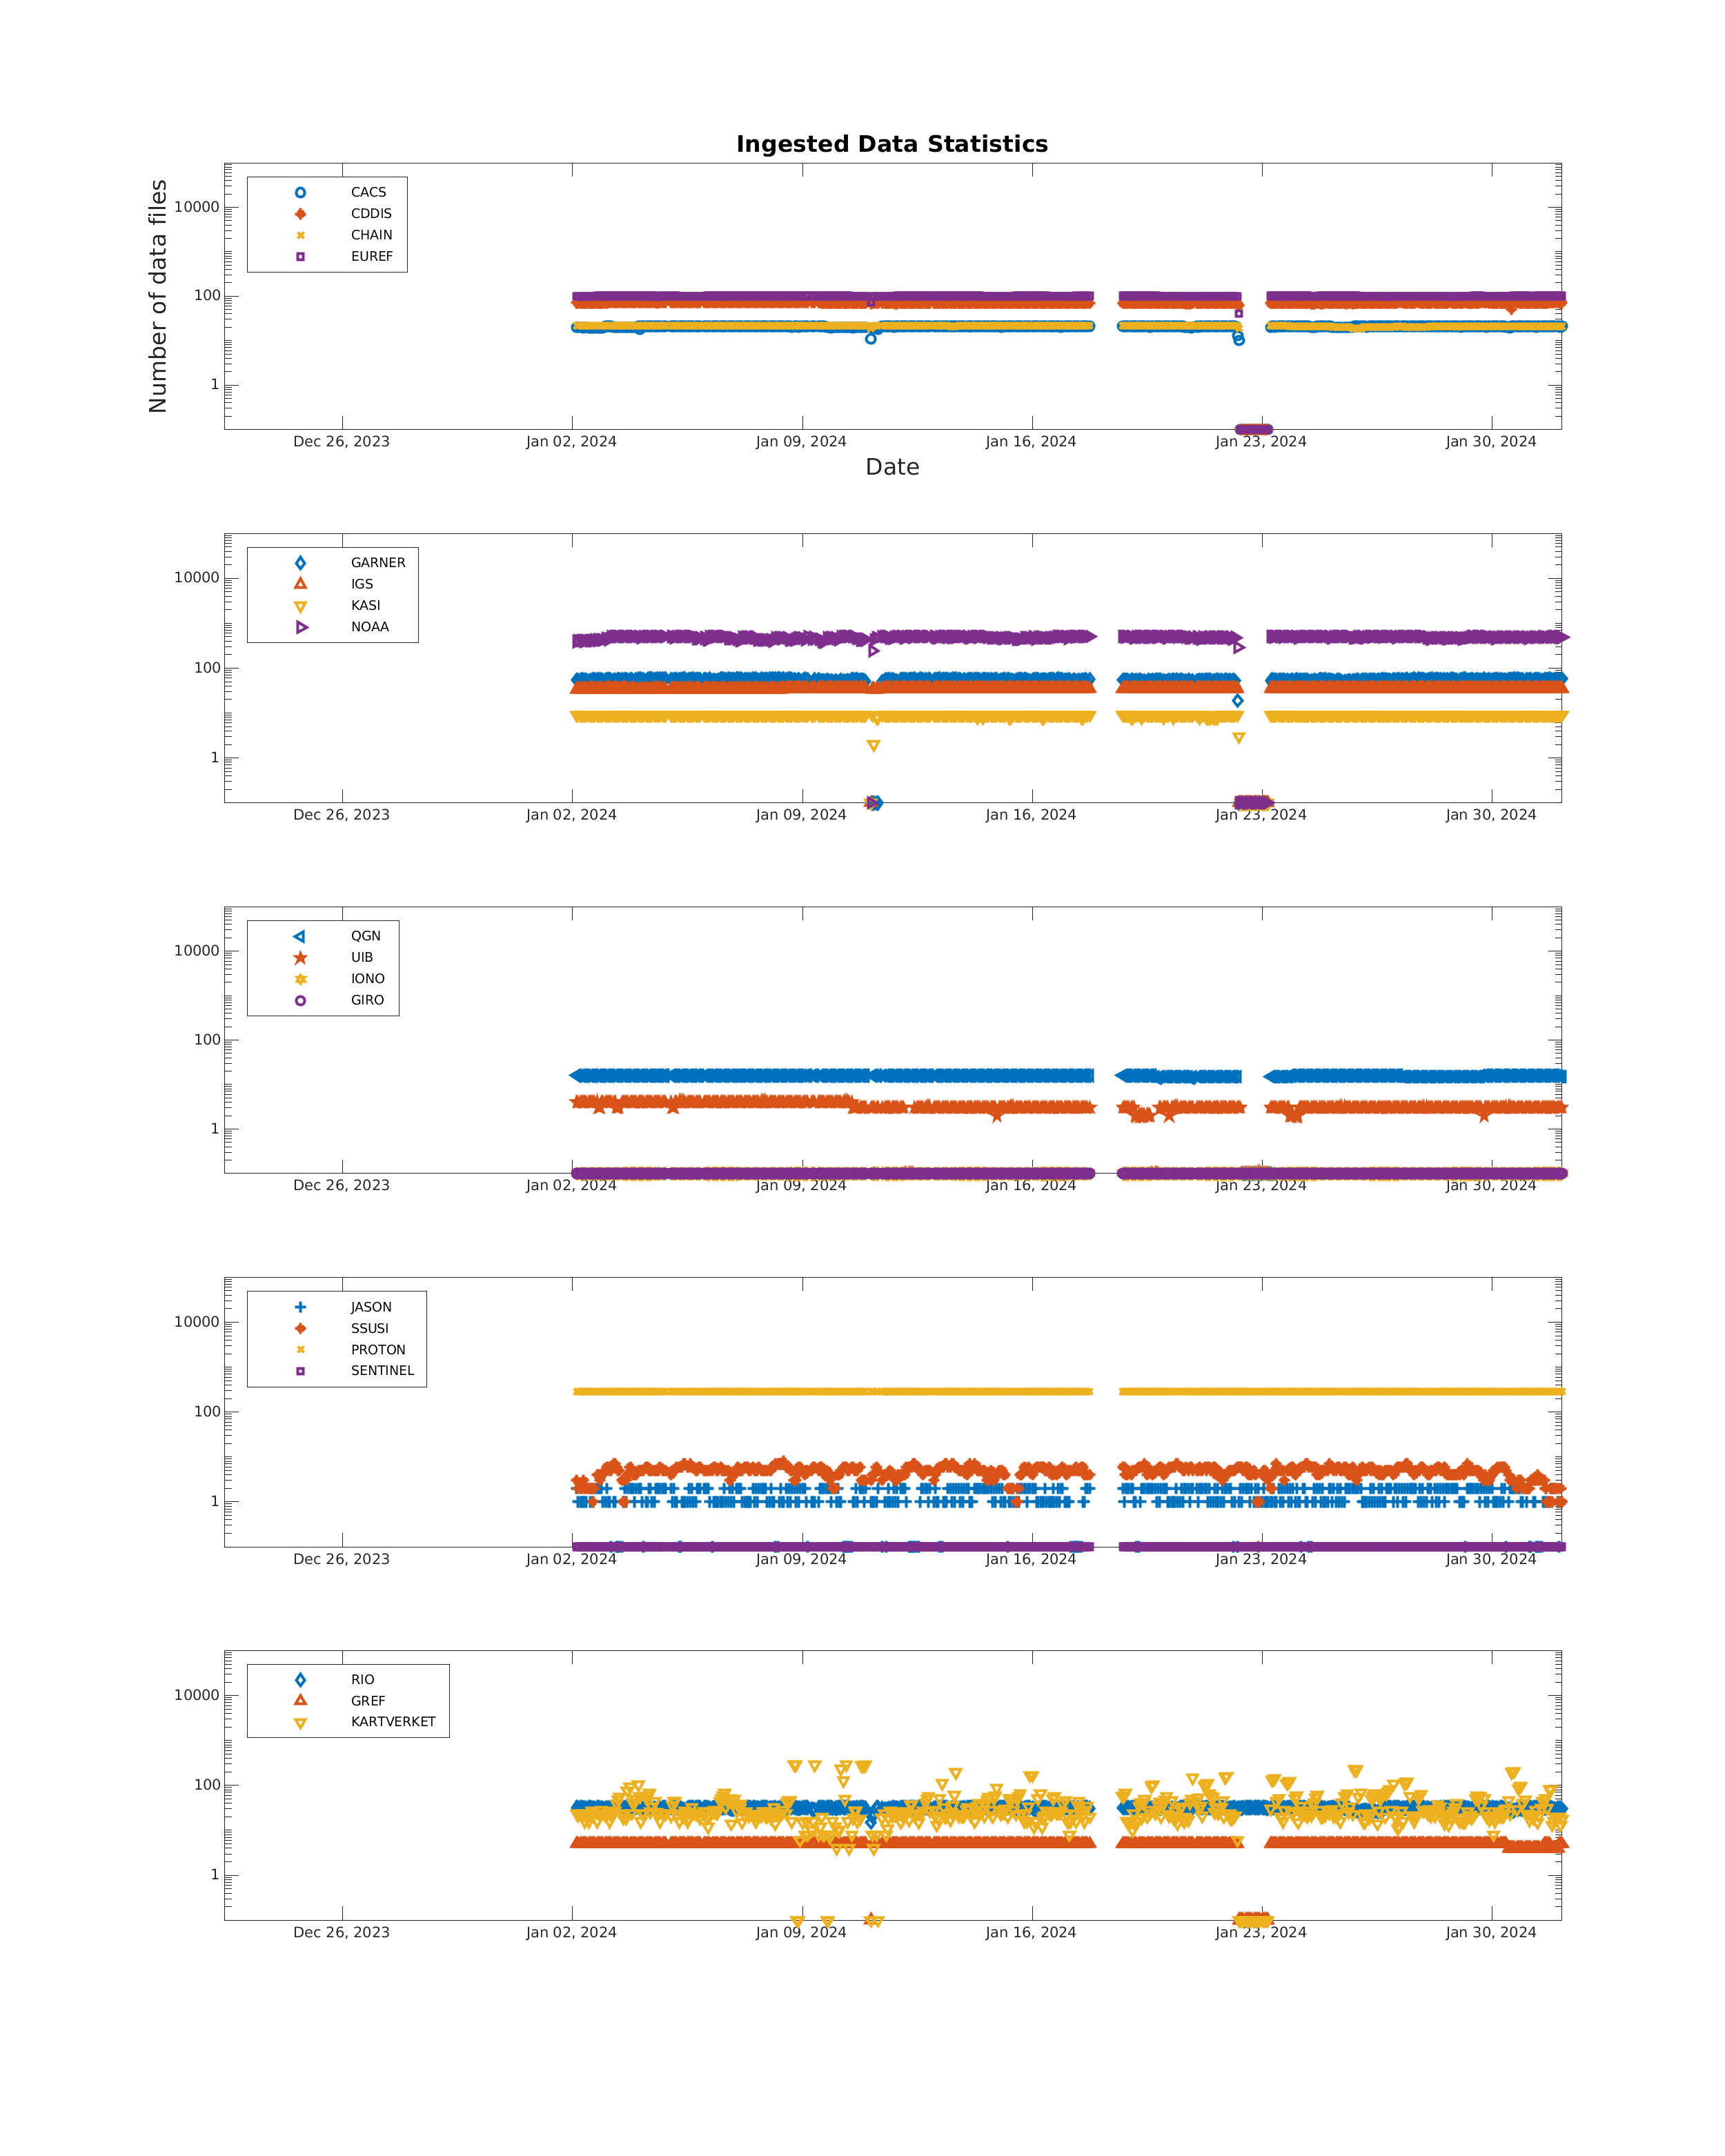 Ingested Data Statistics
Number of data files
10000
100
1
CACS
CDDIS
CHAIN
EUREF
Dec 26, 2023 Jan 02, 2024 Jan 09, 2024 Jan 16, 2024 Jan 23, 2024 Jan 30, 2024
Date
10000
100
1
GARNER
IGS
KASI
NOAA
Dec 26, 2023 Jan 02, 2024 Jan 09, 2024 Jan 16, 2024 Jan 23, 2024 Jan 30, 2024
10000
100
1
QGN
UIB
IONO
GIRO
Dec 26, 2023 Jan 02, 2024 Jan 09, 2024 Jan 16, 2024 Jan 23, 2024 Jan 30, 2024
10000
100
1
JASON
SSUSI
PROTON
SENTINEL
Dec 26, 2023 Jan 02, 2024 Jan 09, 2024 Jan 16, 2024 Jan 23, 2024 Jan 30, 2024
10000
100
1
RIO
GREF
KARTVERKET
Dec 26, 2023 Jan 02, 2024 Jan 09, 2024 Jan 16, 2024 Jan 23, 2024 Jan 30, 2024